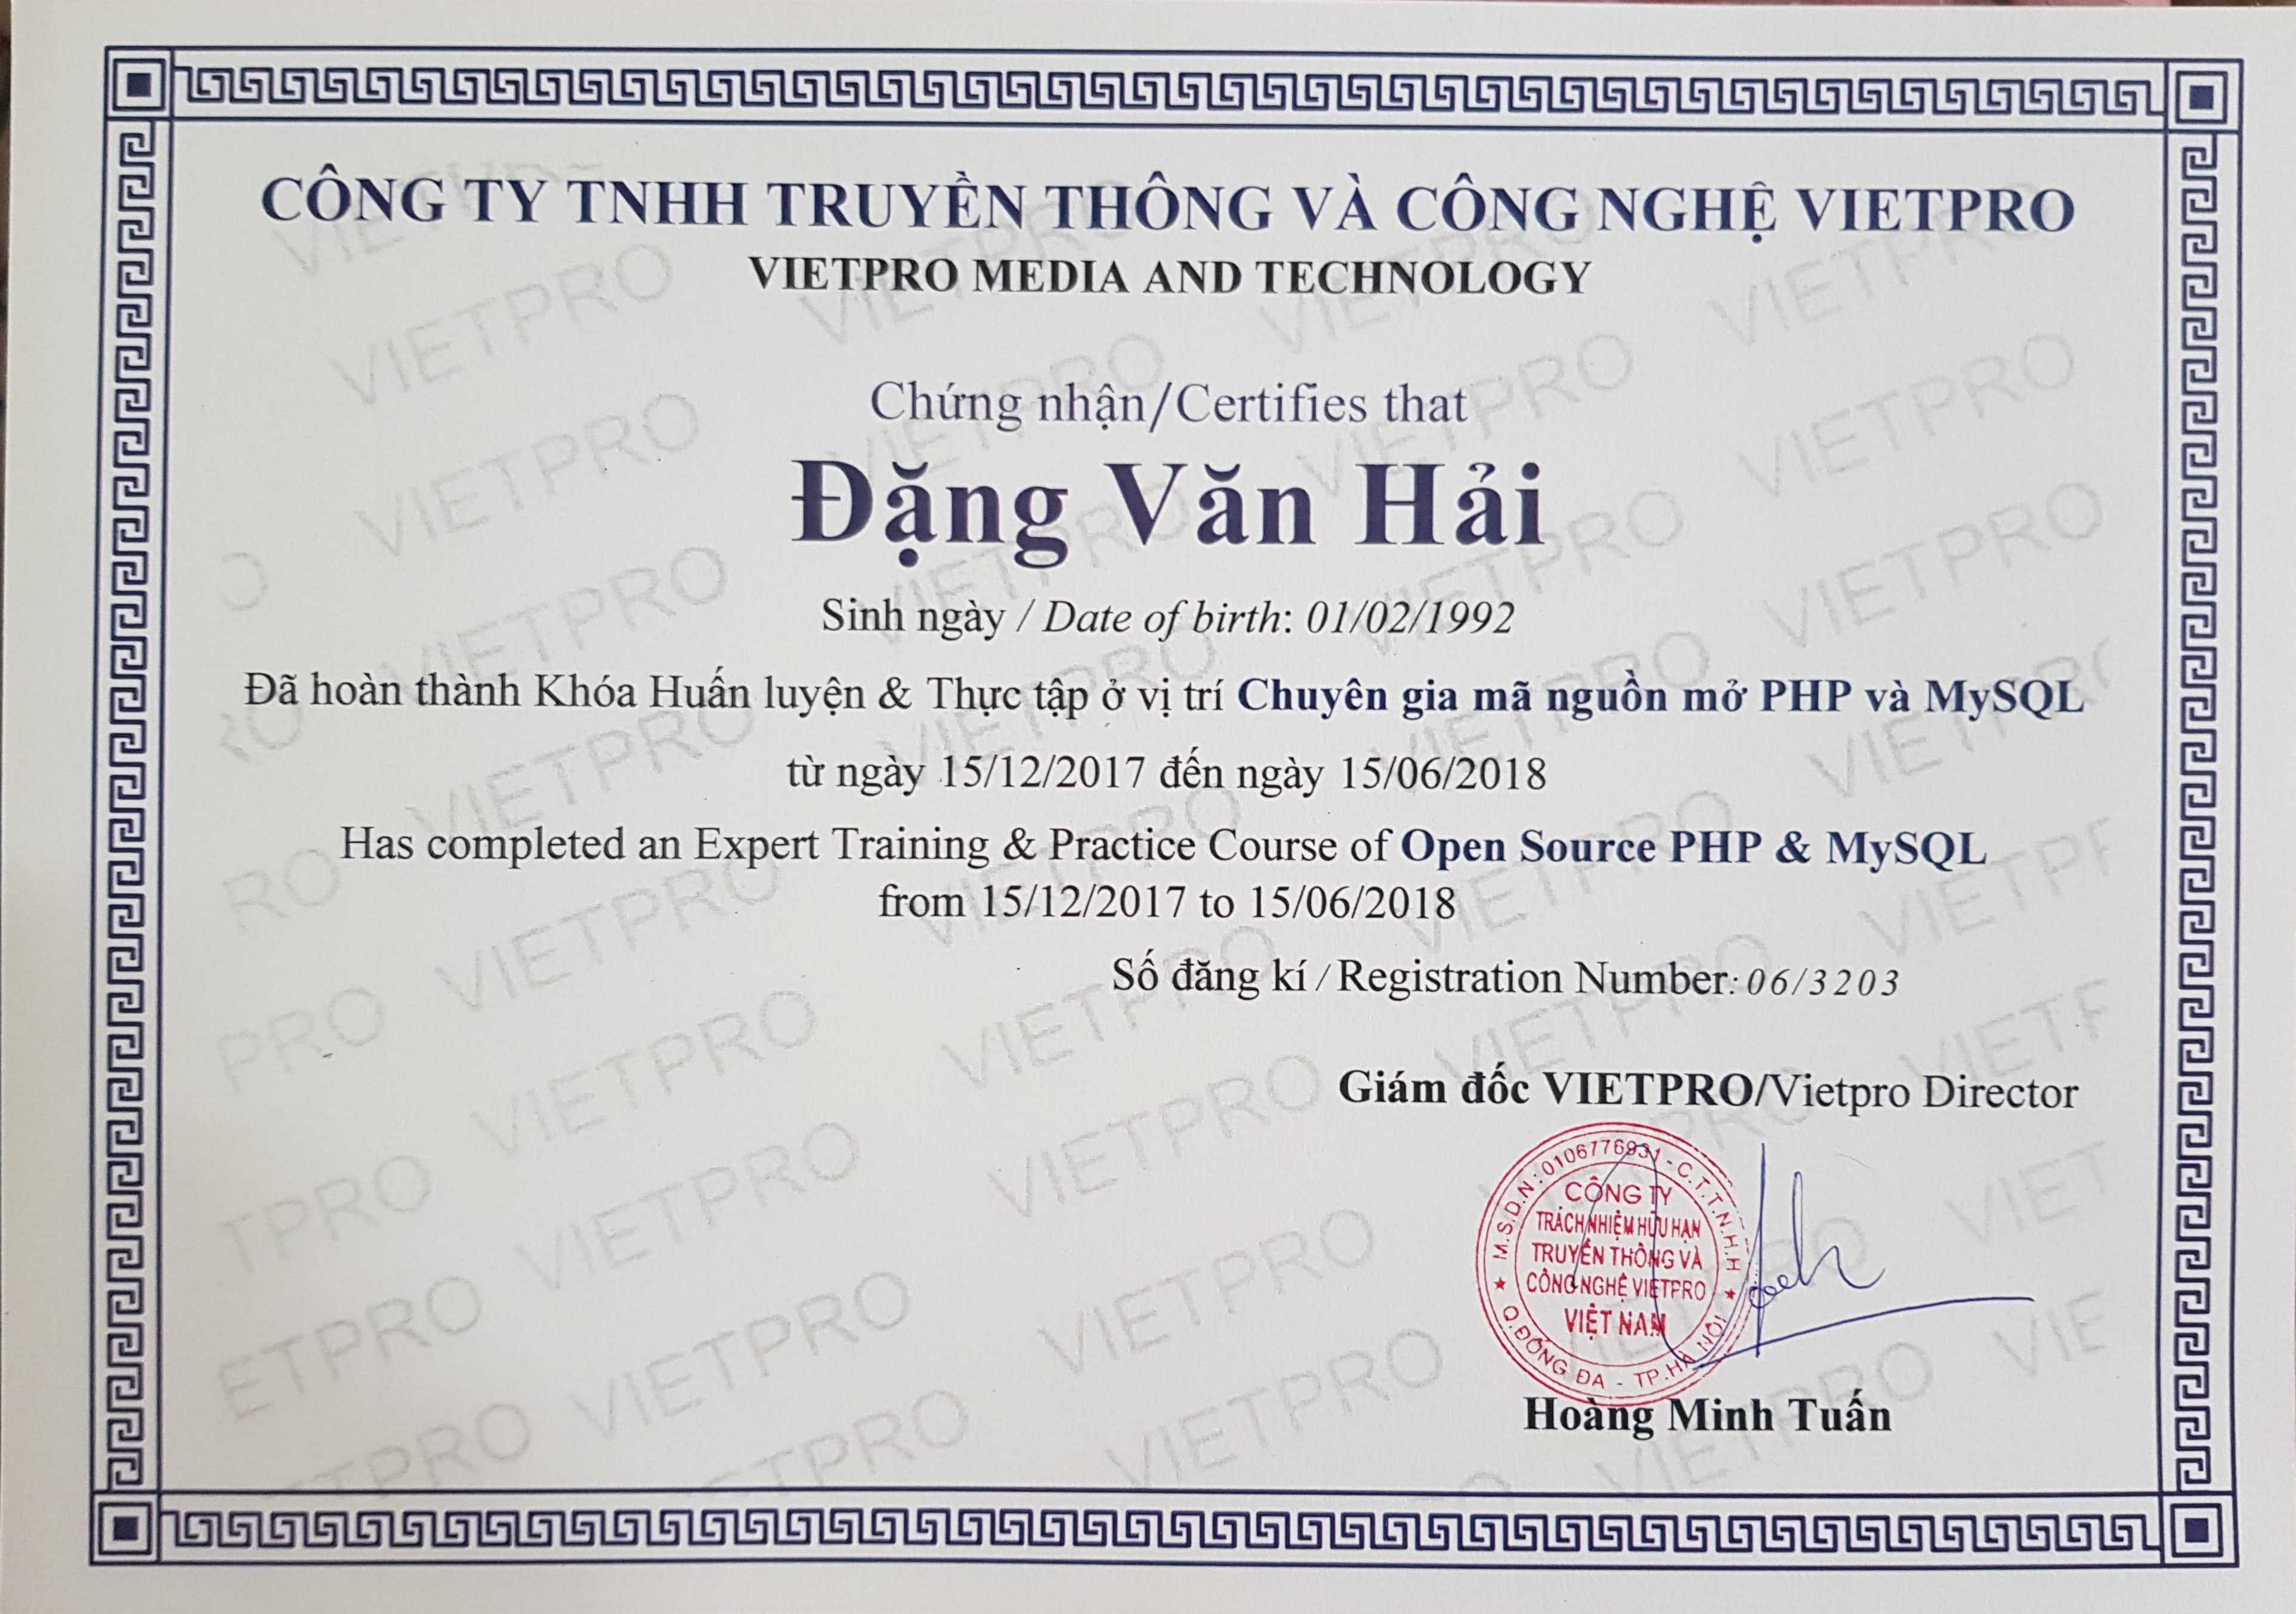 CÔNG TY TNHH TRUYỀN THÔNG VÀ CÔNG NGHỆ VIETPRO
VIETPRO MEDIA AND TECHNOLOGY
Chứng nhận/Certifies that
Đặng Văn Hải
Sinh ngày / Date of birth: 01/02/1992
Đã hoàn thành Khóa Huấn luyện & Thực tập ở vị trí Chuyên gia mã nguồn mở PHP và MySQL
từ ngày 15/12/2017 đến ngày 15/06/2018
Has completed an Expert Training & Practice Course of Open Source PHP & MySQL
from 15/12/2017 to 15/06/2018
Số đăng kí / Registration Number: 06/3203
Giám đốc VIETPRO/Vietpro Director
M.S.D.N: 0106776931 - C.T.T.N.H.H
CÔNG TY
TRÁCH NHIỆM HỮU HẠN
TRUYỀN THÔNG VÀ
CÔNG NGHỆ VIETPRO
VIỆT NAM
Q.ĐỐNG ĐA - TP.HÀ NỘI
Hoàng Minh Tuấn